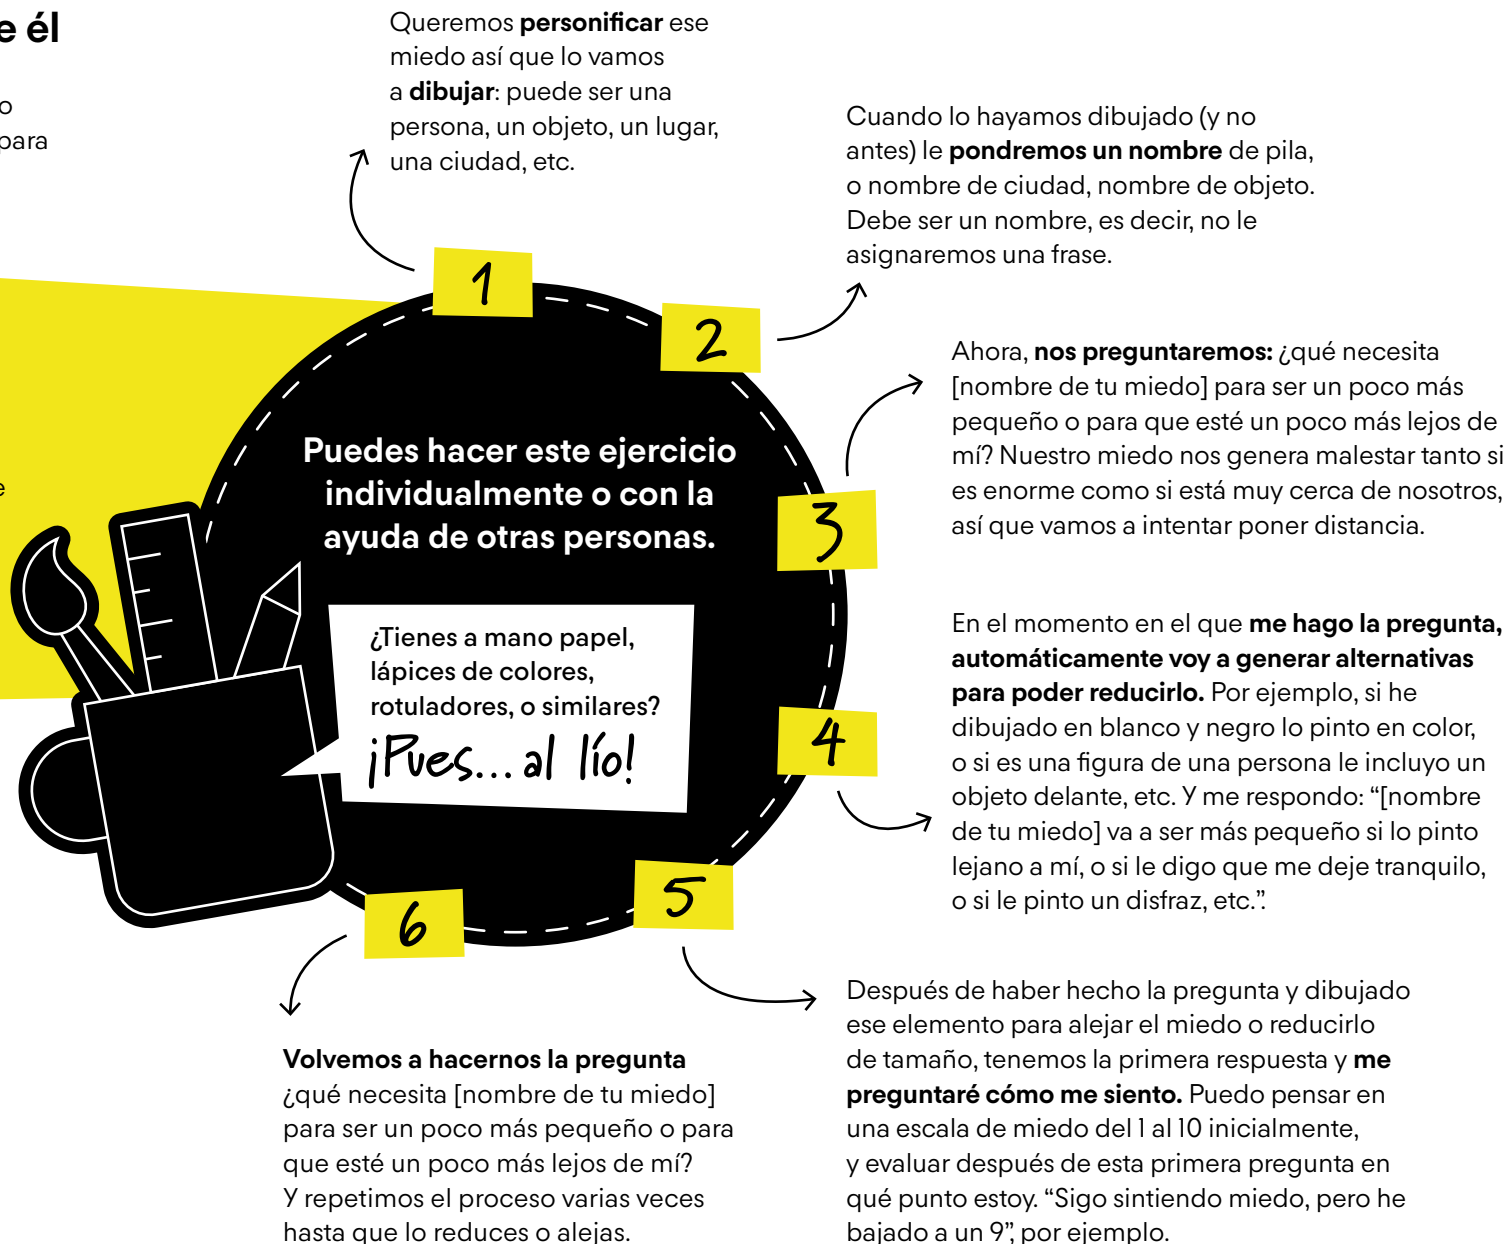 e él
o
para
e
Queremos personificar ese
miedo así que lo vamos
a dibujar: puede ser una
persona, un objeto, un lugar,
una ciudad, etc.
Cuando lo hayamos dibujado (y no
antes) le pondremos un nombre de pila,
o nombre de ciudad, nombre de objeto.
Debe ser un nombre, es decir, no le
asignaremos una frase.
Ahora, nos preguntaremos: ¿qué necesita
[nombre de tu miedo] para ser un poco más
pequeño o para que esté un poco más lejos de
mí? Nuestro miedo nos genera malestar tanto si
es enorme como si está muy cerca de nosotros,
así que vamos a intentar poner distancia.
En el momento en el que me hago la pregunta,
automáticamente voy a generar alternativas
para poder reducirlo. Por ejemplo, si he
dibujado en blanco y negro lo pinto en color,
o si es una figura de una persona le incluyo un
objeto delante, etc. Y me respondo: “[nombre
de tu miedo] va a ser más pequeño si lo pinto
lejano a mí, o si le digo que me deje tranquilo,
o si le pinto un disfraz, etc.”.
Después de haber hecho la pregunta y dibujado
ese elemento para alejar el miedo o reducirlo
de tamaño, tenemos la primera respuesta y me
preguntaré cómo me siento. Puedo pensar en
una escala de miedo del 1 al 10 inicialmente,
y evaluar después de esta primera pregunta en
qué punto estoy. “Sigo sintiendo miedo, pero he
bajado a un 9”, por ejemplo.
Volvemos a hacernos la pregunta
¿qué necesita [nombre de tu miedo]
para ser un poco más pequeño o para
que esté un poco más lejos de mí?
Y repetimos el proceso varias veces
hasta que lo reduces o alejas.
1
2
3
4
5
6
Puedes hacer este ejercicio
individualmente o con la
ayuda de otras personas.
¿Tienes a mano papel,
lápices de colores,
rotuladores, o similares?
¡Pues... al lío!